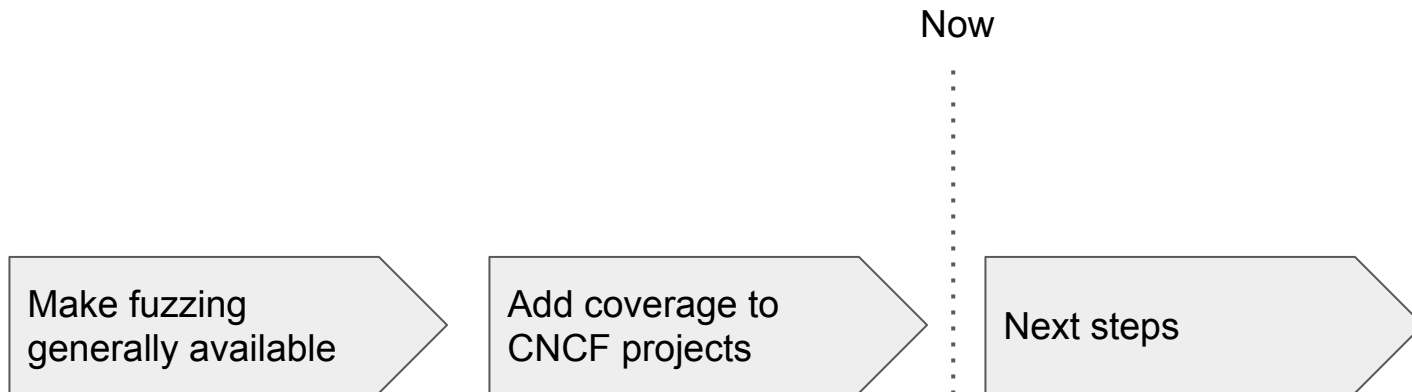 Now
Make fuzzing
generally available
Add coverage to
CNCF projects
Next steps